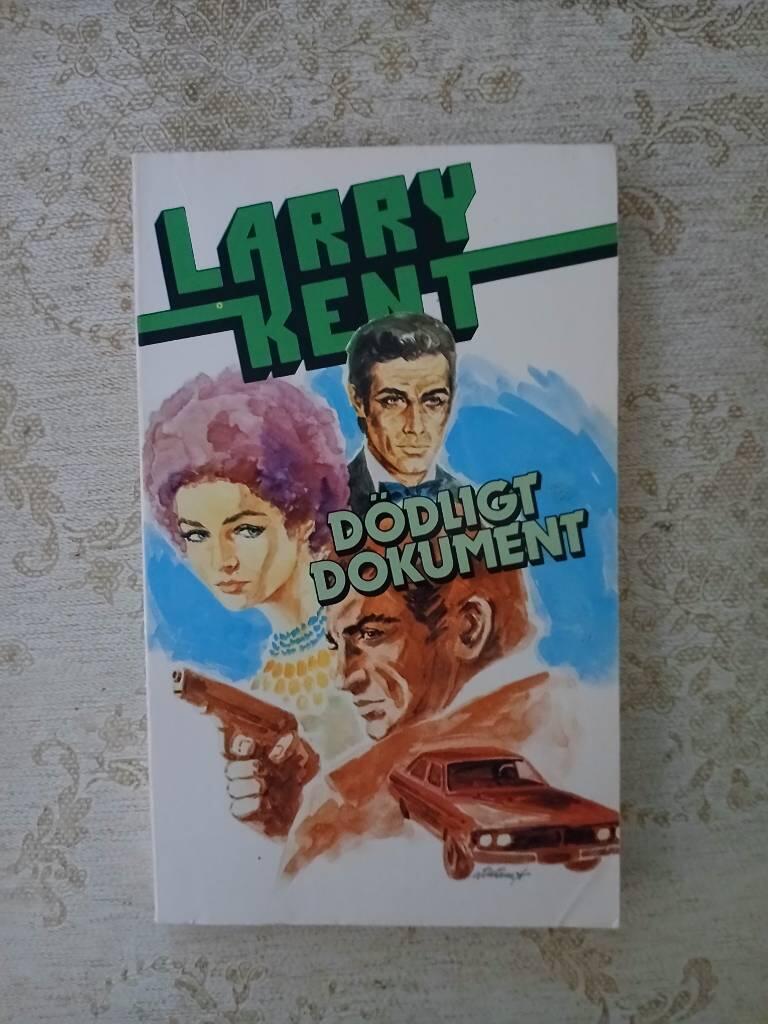 LARRY
KENT
DÖDLIGT
DOKUMENT